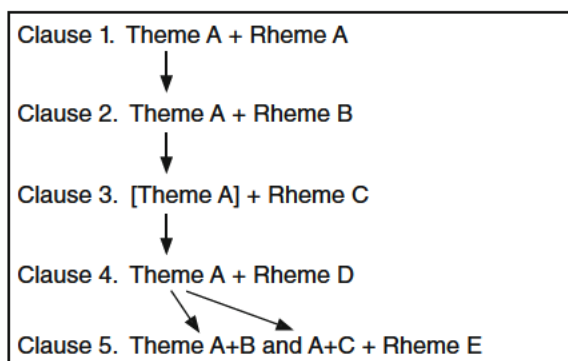 Clause 1. Theme A + Rheme A
Clause 2. Theme A + Rheme B
Clause 3. [Theme A] + Rheme C
Clause 4. Theme A + Rheme D
Clause 5. Theme A+B and A+C + Rheme E